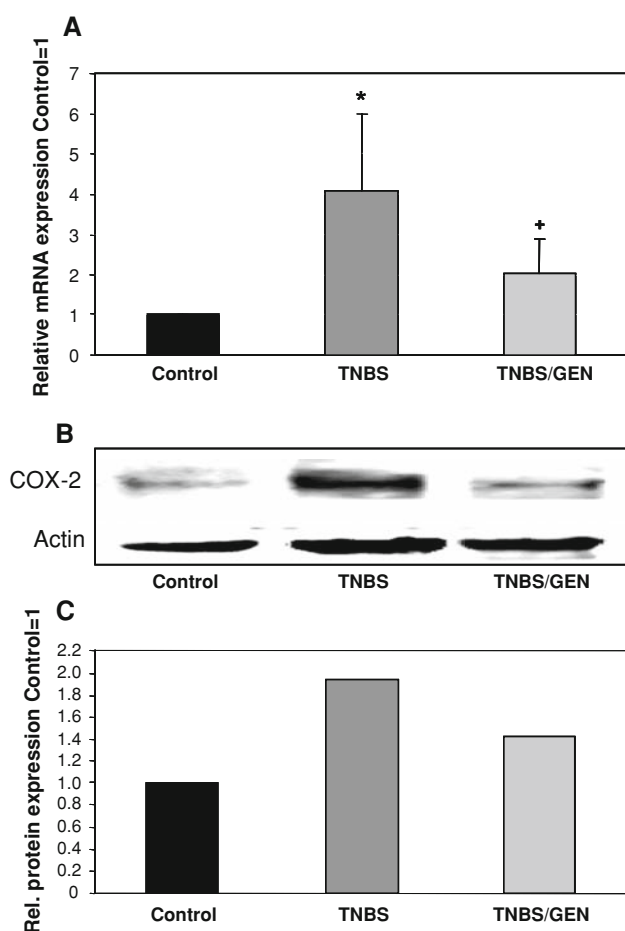 A
Relative mRNA expression Control=1
7
6
5
4
3
2
1
0
*
+
Control TNBS TNBS/GEN
B
COX-2
Actin
Control TNBS TNBS/GEN
C
Rel. protein expression Control=1
2.2
2.0
1.8
1.6
1.4
1.2
1.0
0.8
0.6
0.4
0.2
0
Control TNBS TNBS/GEN